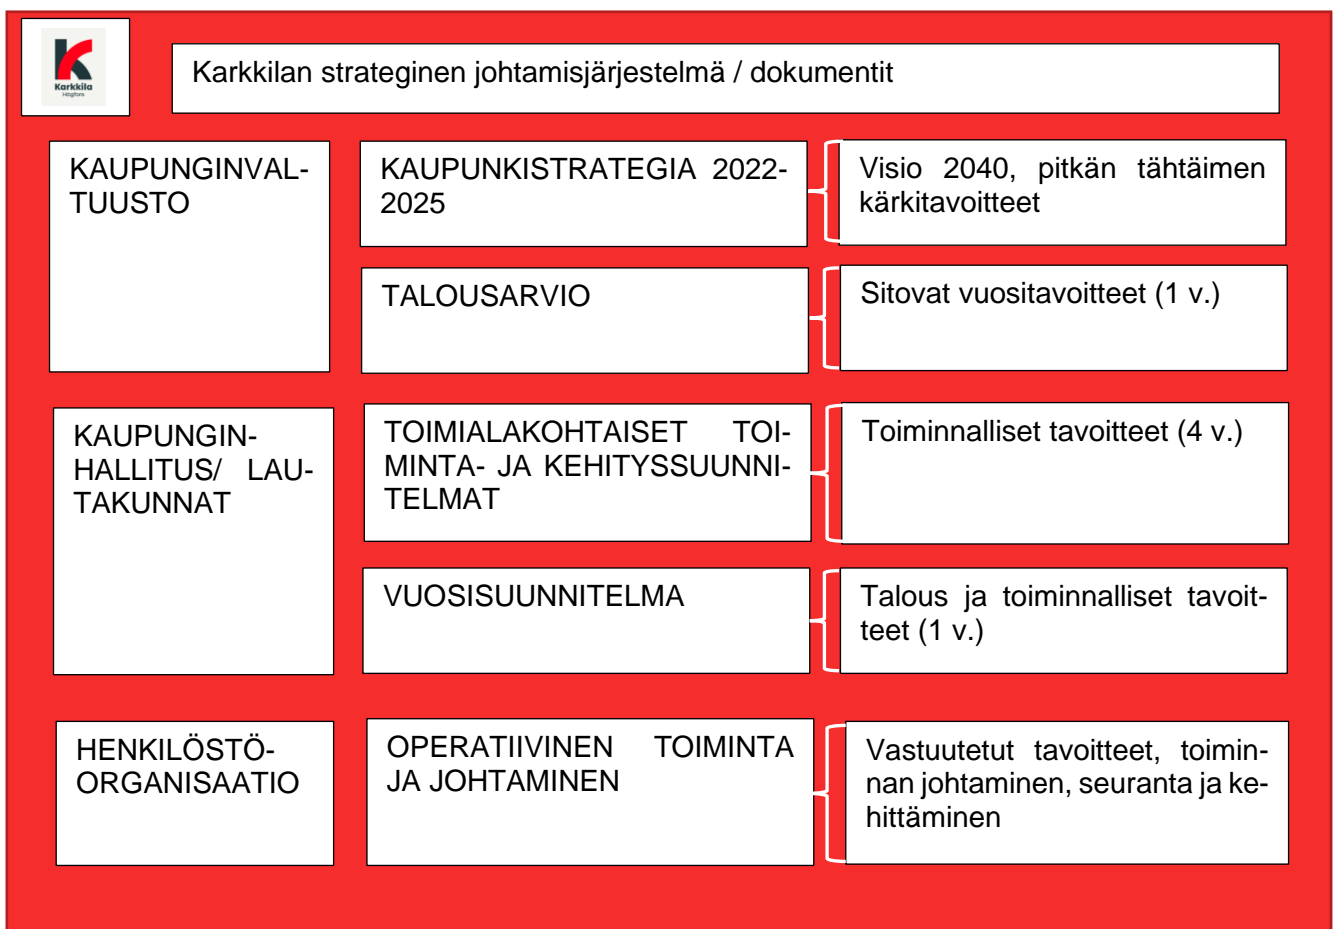 Karkkila
Högfors
Karkkilan strateginen johtamisjärjestelmä / dokumentit
KAUPUNGINVAL-
TUUSTO
KAUPUNKISTRATEGIA 2022-
2025
Visio 2040, pitkän tähtäimen
kärkitavoitteet
TALOUSARVIO
Sitovat vuositavoitteet (1 v.)
KAUPUNGIN-
HALLITUS/ LAU-
TAKUNNAT
TOIMIALAKOHTAISET TOI-
MINTA- JA KEHITYSSUUNNI-
TELMAT
Toiminnalliset tavoitteet (4 v.)
VUOSISUUNNITELMA
Talous ja toiminnalliset tavoit-
teet (1 v.)
HENKILÖSTÖ-
ORGANISAATIO
OPERATIIVINEN TOIMINTA
JA JOHTAMINEN
Vastuutetut tavoitteet, toimin-
nan johtaminen, seuranta ja ke-
hittäminen